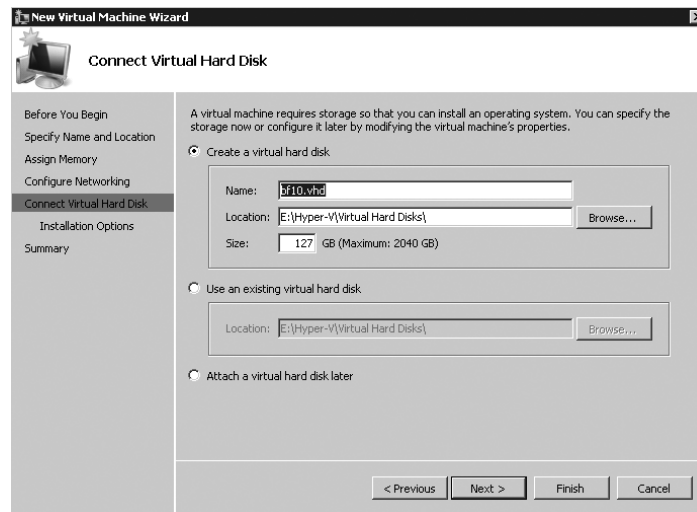 New Virtual Machine Wizard
Connect Virtual Hard Disk
Before You Begin
Specify Name and Location
Assign Memory
Configure Networking
Connect Virtual Hard Disk
Installation Options
Summary
A virtual machine requires storage so that you can install an operating system. You can specify the
storage now or configure it later by modifying the virtual machine's properties.
Create a virtual hard disk
Name: bf10.vhd
Location: E:\Hyper-V\Virtual Hard Disks\ Browse...
Size: 127 GB (Maximum: 2040 GB)
Use an existing virtual hard disk
Location: E:\Hyper-V\Virtual Hard Disks\ Browse...
Attach a virtual hard disk later
< Previous Next > Finish Cancel